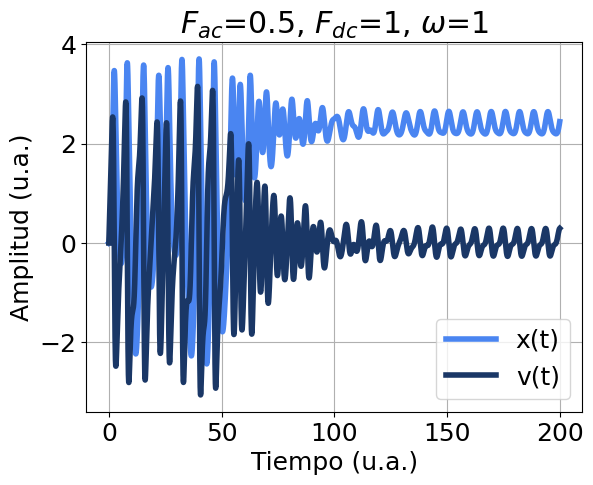 F_ac=0.5, F_dc=1, ω=1
Amplitud (u.a.)
4
2
0
−2
0 50 100 150 200
Tiempo (u.a.)
x(t)
v(t)